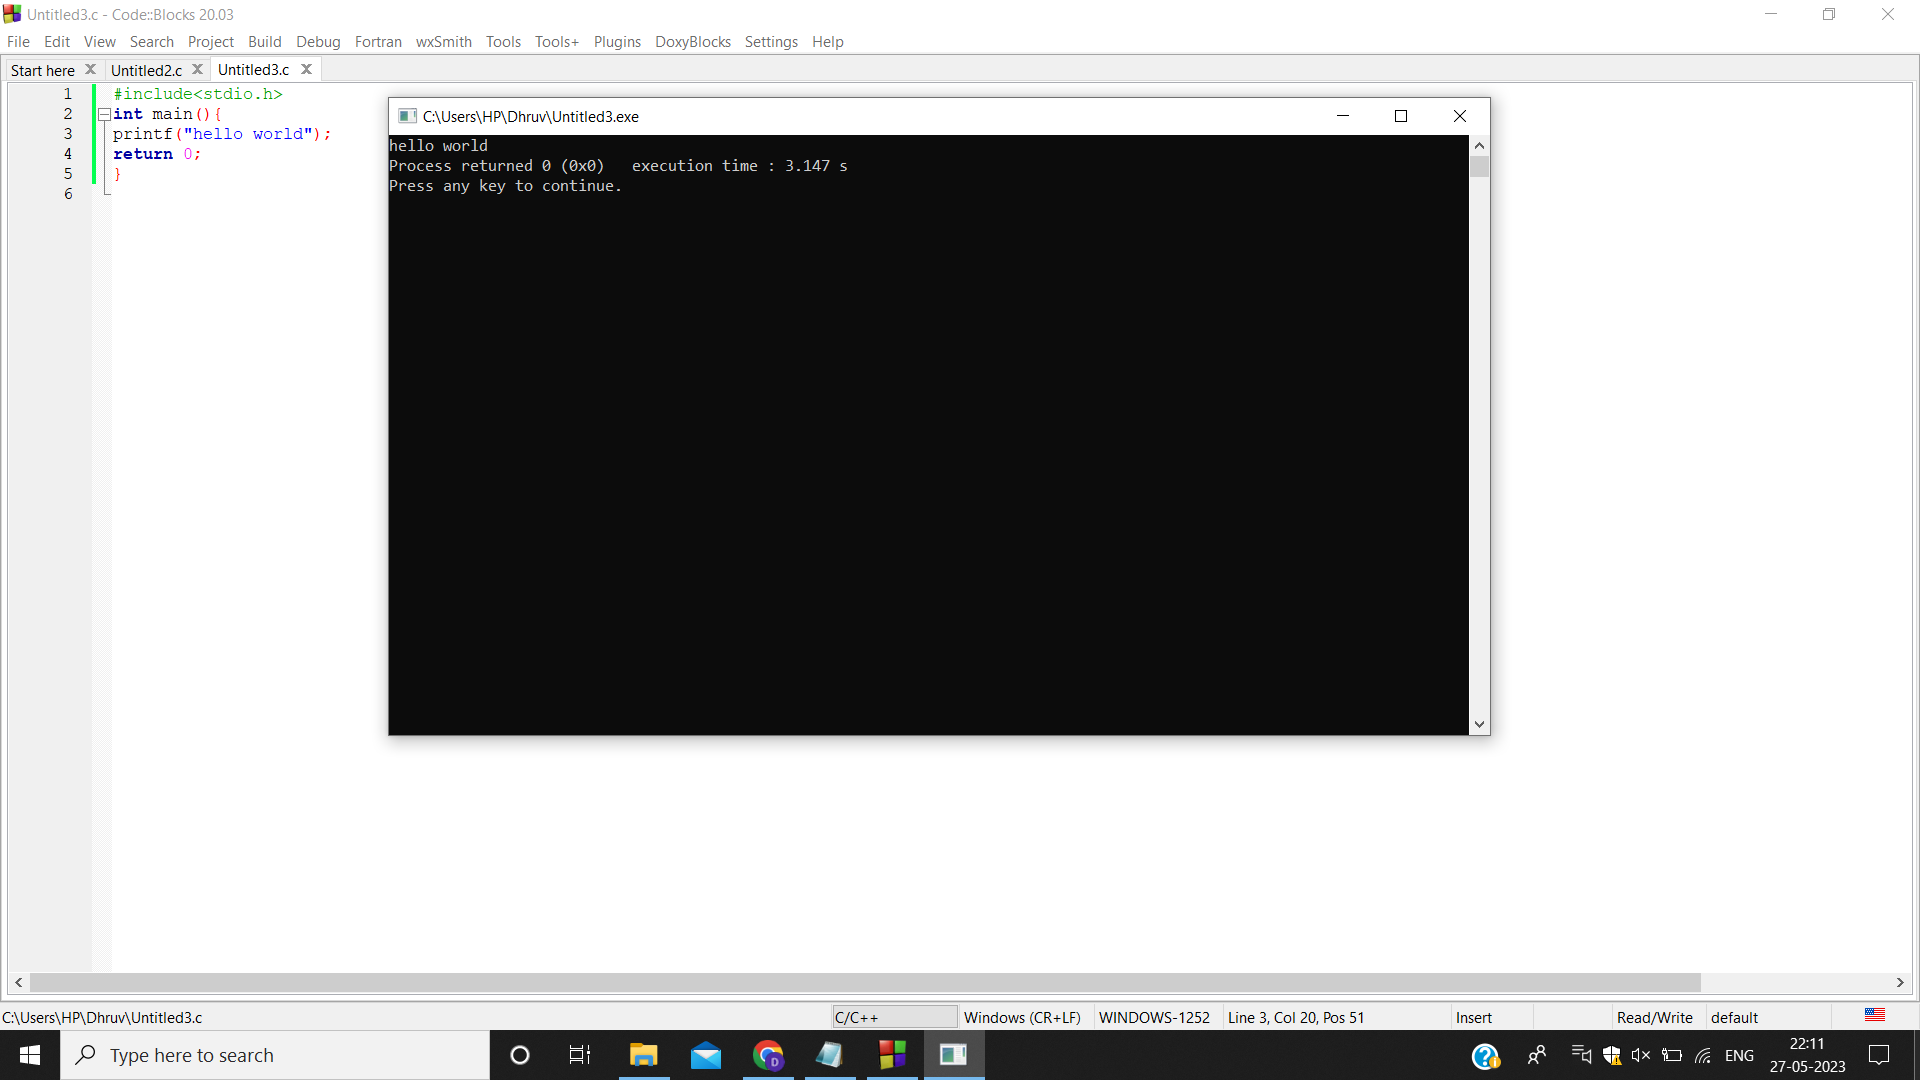 Untitled3.c - Code::Blocks 20.03
File Edit View Search Project Build Debug Fortran wxSmith Tools Tools+ Plugins DoxyBlocks Settings Help
Start here Untitled2.c Untitled3.c
1 #include<stdio.h>
2 int main(){
3 printf("hello world");
4 return 0;
5 }
6
C:\Users\HP\Dhruv\Untitled3.exe
hello world
Process returned 0 (0x0)   execution time : 3.147 s
Press any key to continue.
C:\Users\HP\Dhruv\Untitled3.c C/C++ Windows (CR+LF) WINDOWS-1252 Line 3, Col 20, Pos 51 Insert Read/Write default
Type here to search
D
ENG
22:11
27-05-2023